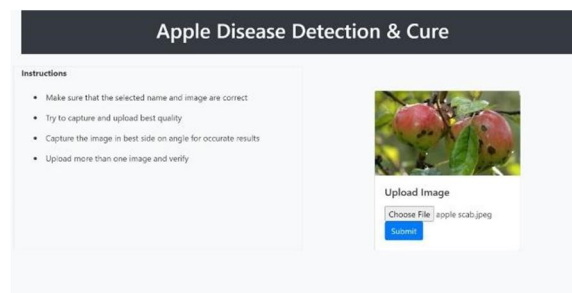 Apple Disease Detection & Cure
Instructions
Make sure that the selected name and image are correct
Try to capture and upload best quality
Capture the image in best side on angle for occurate results
Upload more than one image and verify
Upload Image
Choose File apple scab.jpeg
Submit